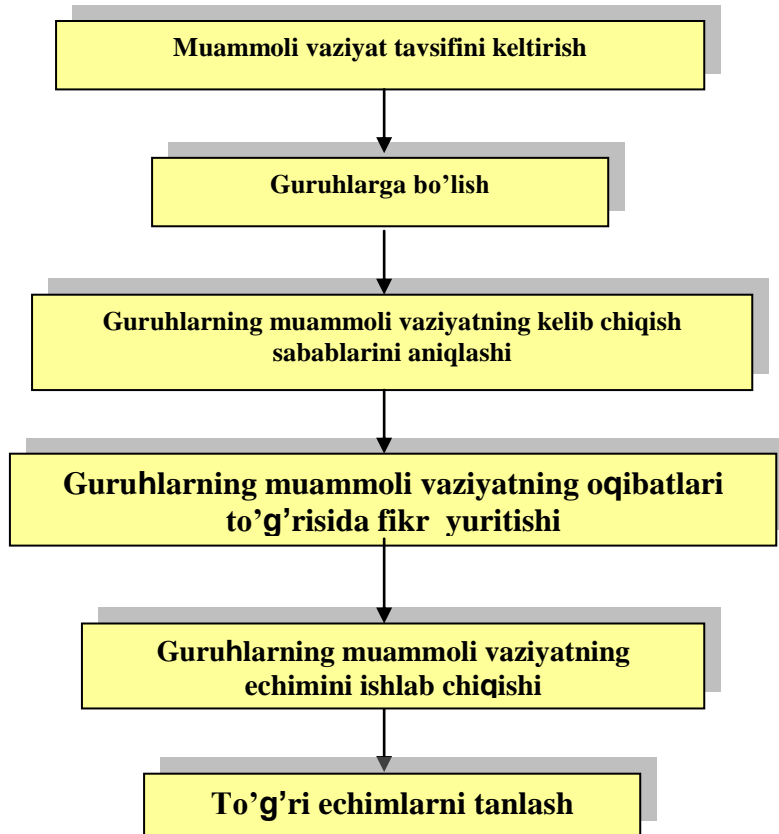 Muammoli vaziyat tavsifini keltirish
Guruhlarga bo’lish
Guruhlarning muammoli vaziyatning kelib chiqish
sabablarini aniqlashi
Guruhlarning muammoli vaziyatning oqibatlari
to’g’risida fikr yuritishi
Guruhlarning muammoli vaziyatning
echimini ishlab chiqishi
To’g’ri echimlarni tanlash